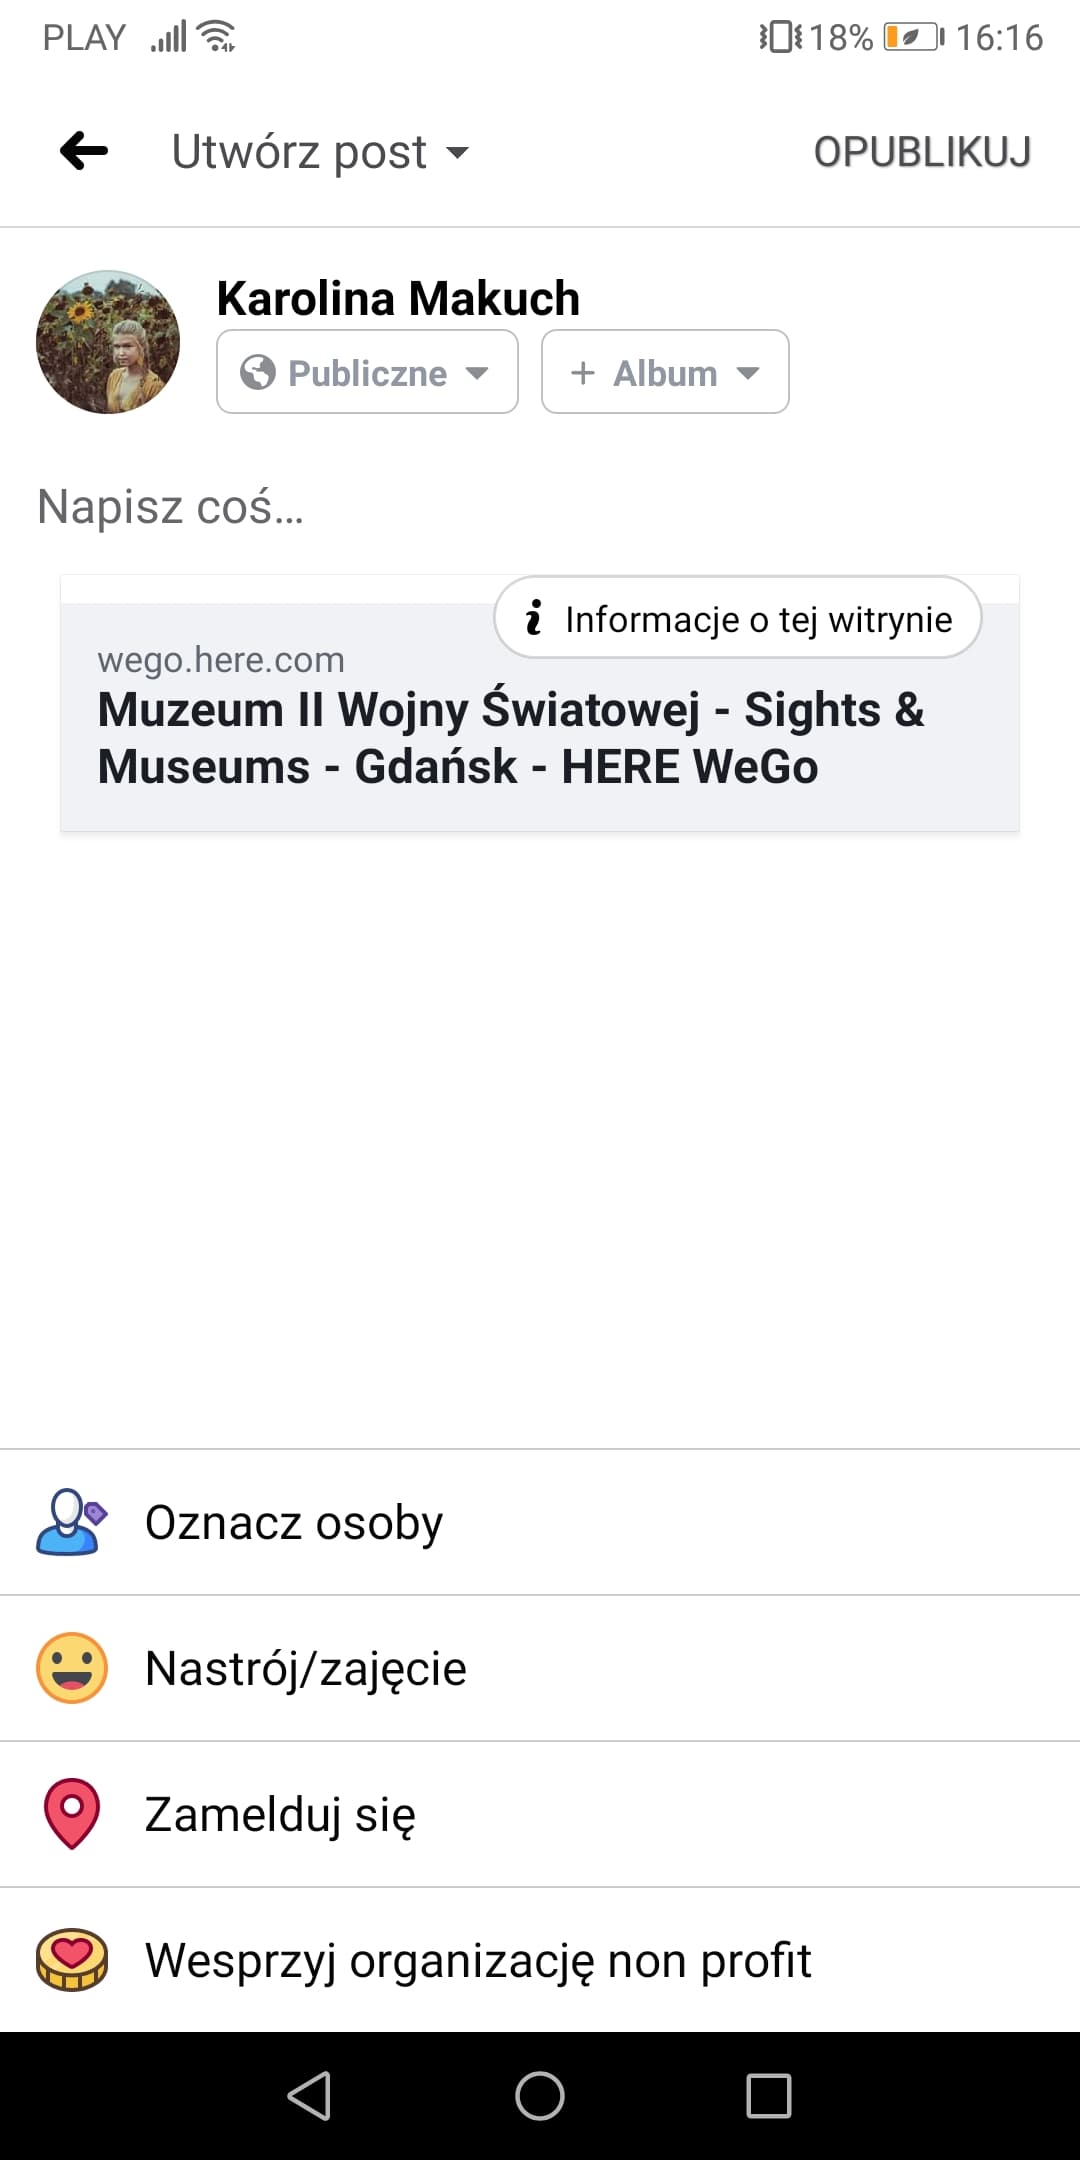 PLAY 18% 16:16
Utwórz post OPUBLIKUJ
Karolina Makuch
Publiczne + Album
Napisz coś...
i Informacje o tej witrynie
wego.here.com
Muzeum II Wojny Światowej - Sights &
Museums - Gdańsk - HERE WeGo
Oznacz osoby
Nastrój/zajęcie
Zamelduj się
Wesprzyj organizację non profit